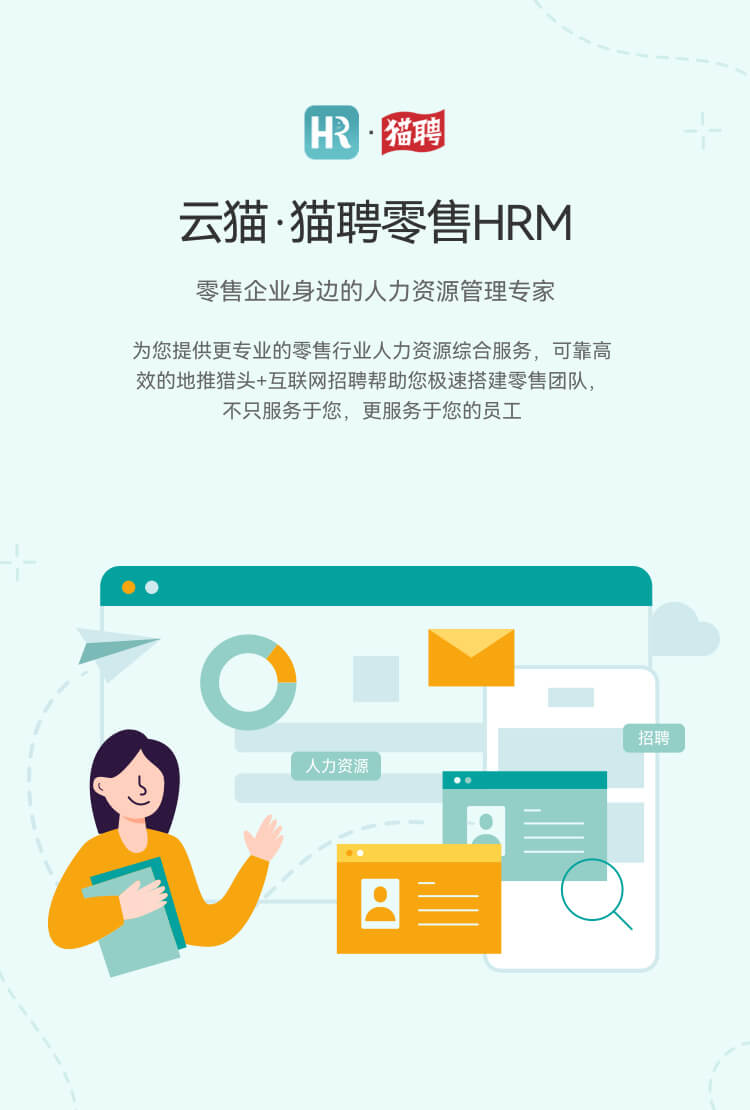 HR·猫聘
云猫·猫聘零售HRM
零售企业身边的人力资源管理专家
为您提供更专业的零售行业人力资源综合服务，可靠高
效的地推猎头+互联网招聘帮助您极速搭建零售团队，
不只服务于您，更服务于您的员工
招聘
人力资源